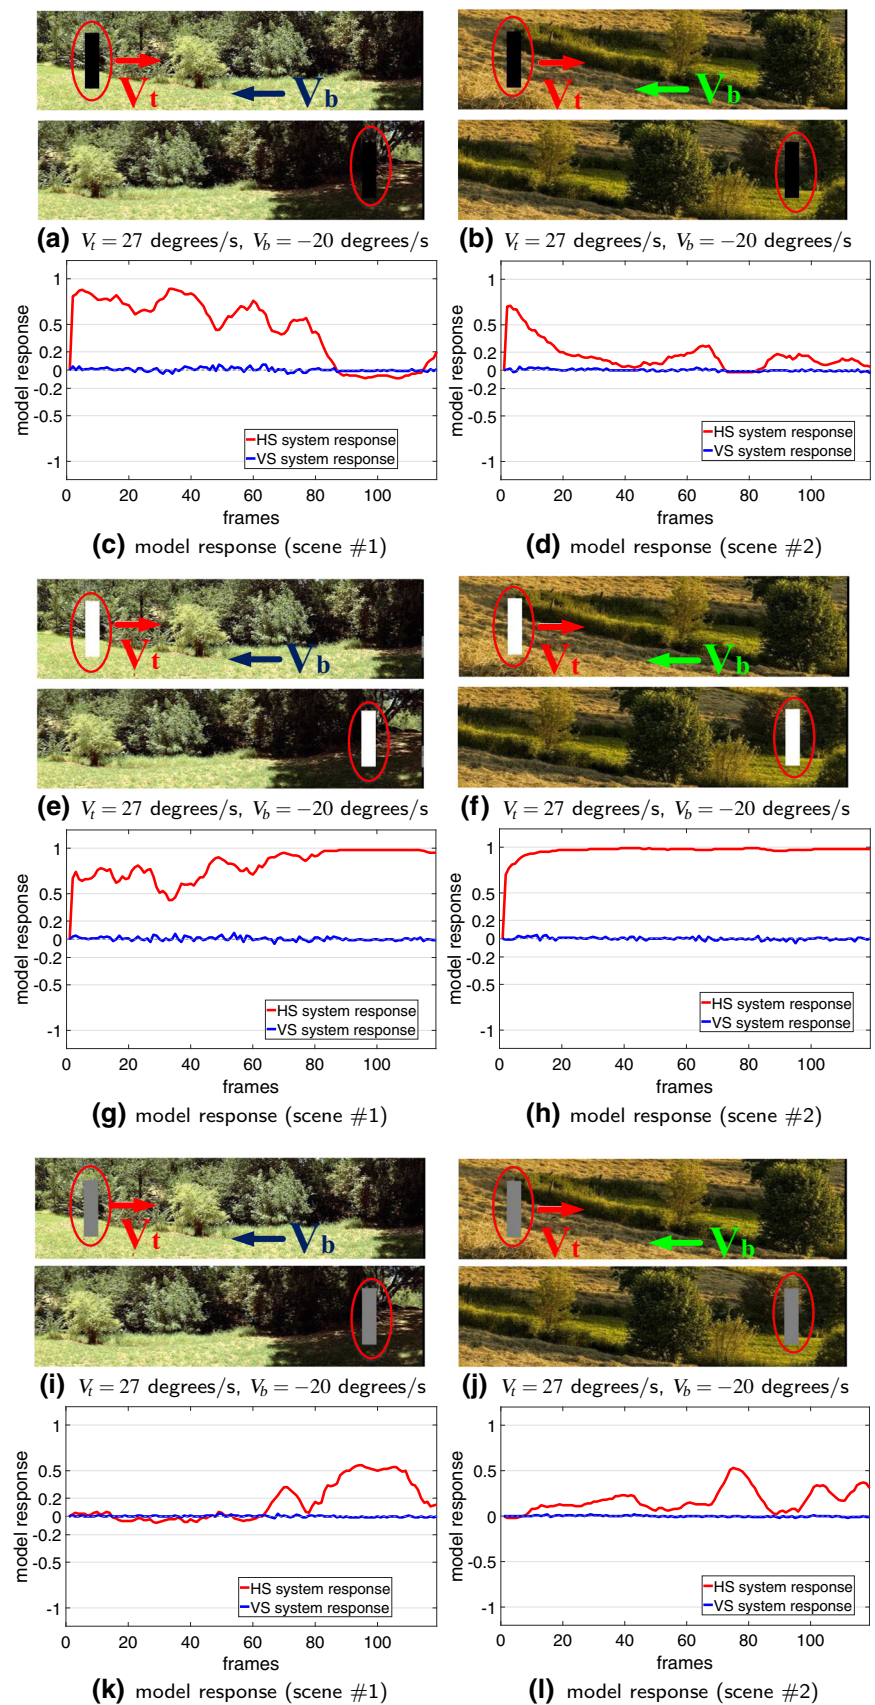 V_t V_b
V_t V_b
(a) V_t = 27 degrees/s, V_b = −20 degrees/s
(b) V_t = 27 degrees/s, V_b = −20 degrees/s
model response
1
0.5
0.2
0
-0.2
-0.5
-1
HS system response
VS system response
0 20 40 60 80 100
frames
(c) model response (scene #1)
model response
1
0.5
0.2
0
-0.2
-0.5
-1
HS system response
VS system response
0 20 40 60 80 100
frames
(d) model response (scene #2)
V_t V_b
V_t V_b
(e) V_t = 27 degrees/s, V_b = −20 degrees/s
(f) V_t = 27 degrees/s, V_b = −20 degrees/s
model response
1
0.5
0.2
0
-0.2
-0.5
-1
HS system response
VS system response
0 20 40 60 80 100
frames
(g) model response (scene #1)
model response
1
0.5
0.2
0
-0.2
-0.5
-1
HS system response
VS system response
0 20 40 60 80 100
frames
(h) model response (scene #2)
V_t V_b
V_t V_b
(i) V_t = 27 degrees/s, V_b = −20 degrees/s
(j) V_t = 27 degrees/s, V_b = −20 degrees/s
model response
1
0.5
0.2
0
-0.2
-0.5
-1
HS system response
VS system response
0 20 40 60 80 100
frames
(k) model response (scene #1)
model response
1
0.5
0.2
0
-0.2
-0.5
-1
HS system response
VS system response
0 20 40 60 80 100
frames
(l) model response (scene #2)